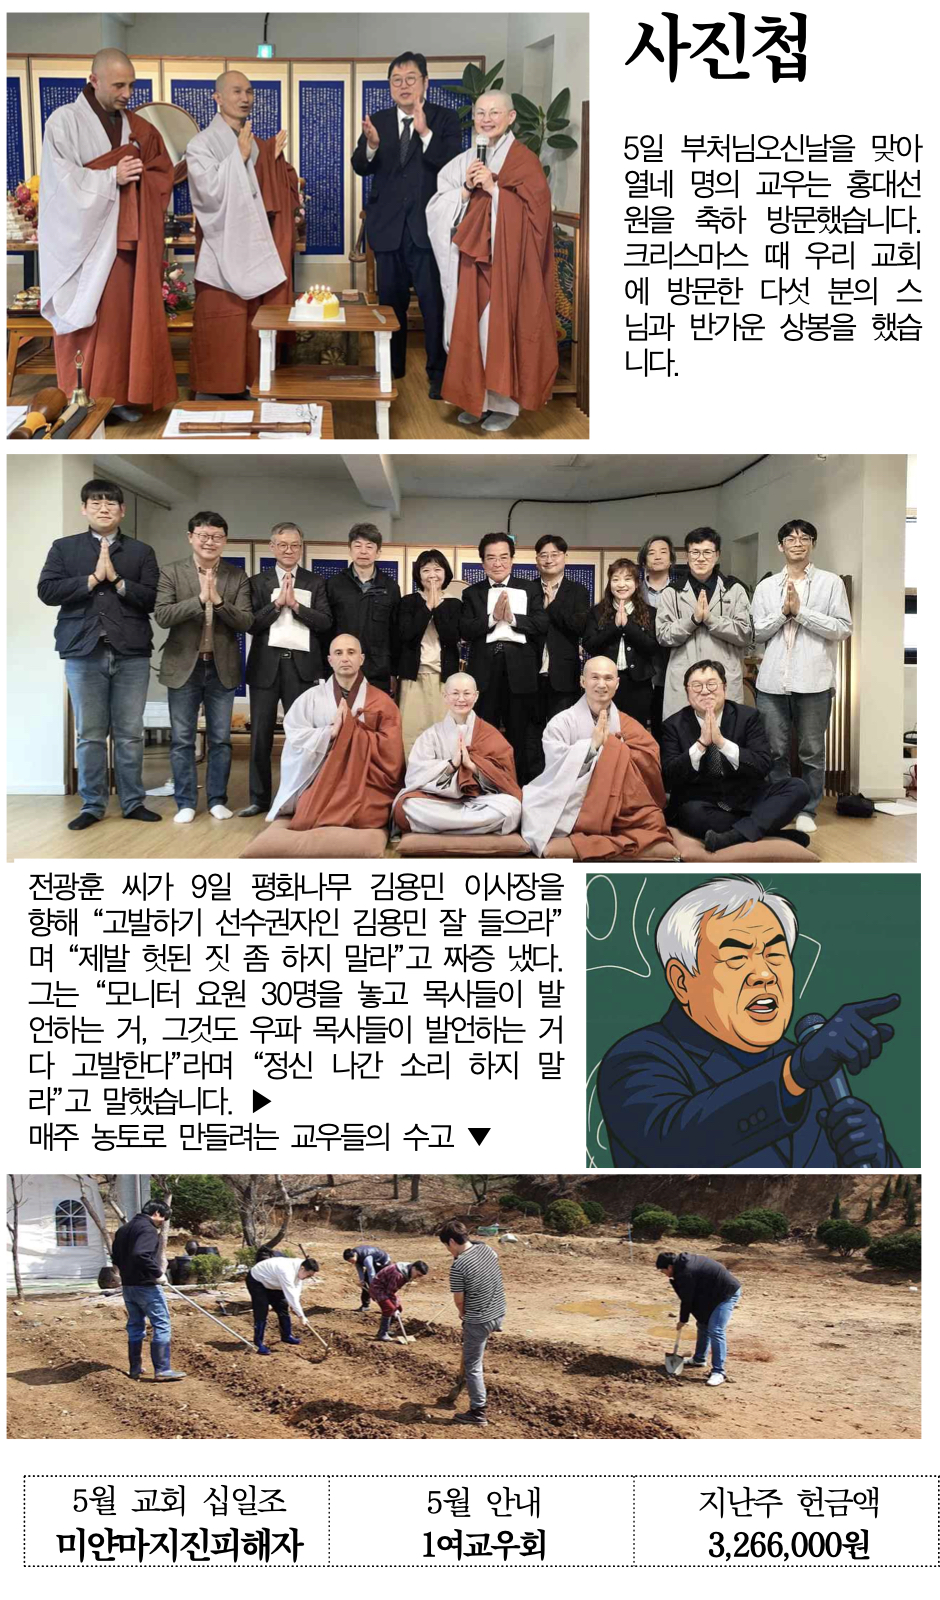 사진첩
5일 부처님오신날을 맞아
열네 명의 교우는 홍대선
원을 축하 방문했습니다.
크리스마스 때 우리 교회
에 방문한 다섯 분의 스
님과 반가운 상봉을 했습
니다.
전광훈 씨가 9일 평화나무 김용민 이사장을
향해 “고발하기 선수권자인 김용민 잘 들으라”
며 “제발 헛된 짓 좀 하지 말라”고 짜증 냈다.
그는 “모니터 요원 30명을 놓고 목사들이 발
언하는 거, 그것도 우파 목사들이 발언하는 거
다 고발한다”라며 “정신 나간 소리 하지 말
라”고 말했습니다. ▶
매주 농토로 만들려는 교우들의 수고 ▼
5월 교회 십일조
미얀마지진피해자
5월 안내
1여교우회
지난주 헌금액
3,266,000원